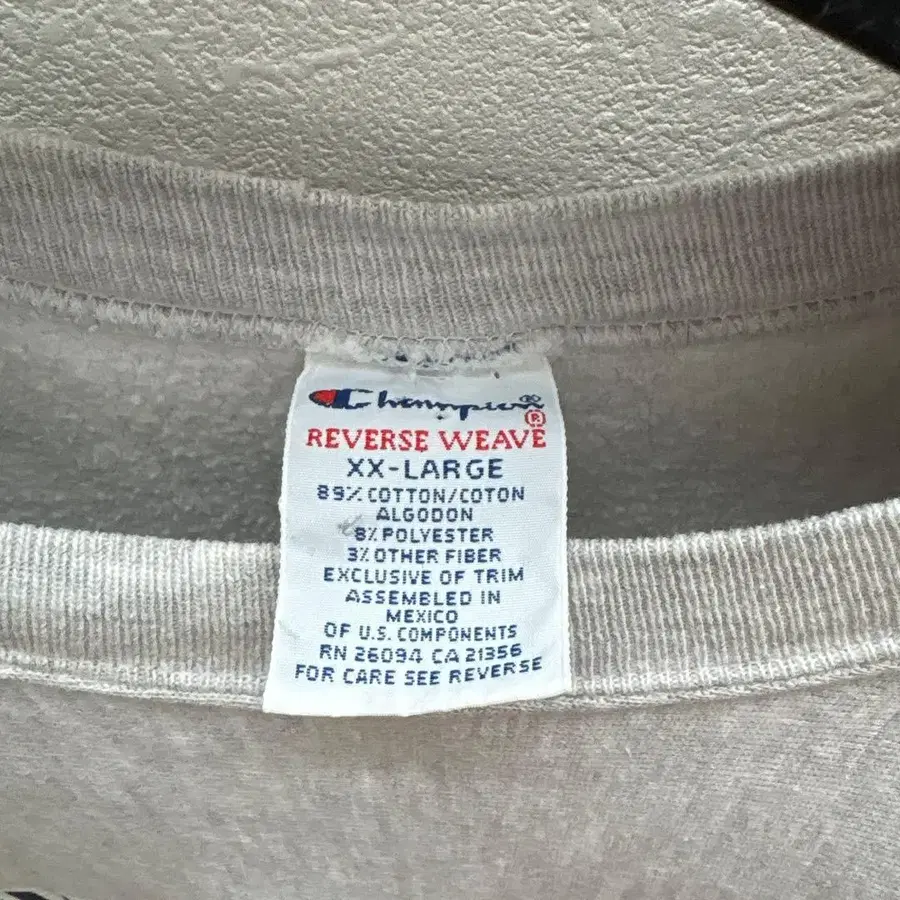 Champion®
REVERSE WEAVE®
XX-LARGE
89% COTTON/COTON
ALGODON
8% POLYESTER
3% OTHER FIBER
EXCLUSIVE OF TRIM
ASSEMBLED IN
MEXICO
OF U.S. COMPONENTS
RN 26094 CA 21356
FOR CARE SEE REVERSE